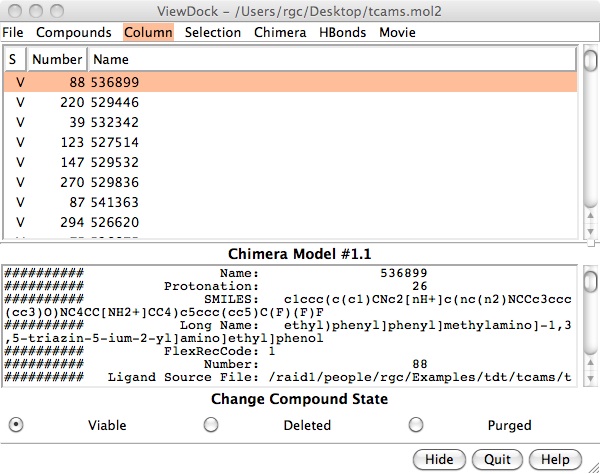 ViewDock – /Users/rgc/Desktop/tcams.mol2
File Compounds Column Selection Chimera HBonds Movie
S Number Name
V 88 536899
V 220 529446
V 39 532342
V 123 527514
V 147 529532
V 270 529836
V 87 541363
V 294 526620
Chimera Model #1.1
########## Name: 536899
########## Protonation: 26
########## SMILES: c1ccc(c(c1)CNc2[nH+]c(nc(n2)NCCc3ccc
(cc3)O)NC4CC[NH2+]CC4)c5ccc(cc5)C(F)(F)F
########## Long Name: ethyl)phenyl]phenyl]methylamino]-1,3
,5-triazin-5-ium-2-yl]amino]ethyl]phenol
########## FlexRecCode: 1
########## Number: 88
########## Ligand Source File: /raid1/people/rgc/Examples/tdt/tcams/t
Change Compound State
Viable Deleted Purged
Hide Quit Help